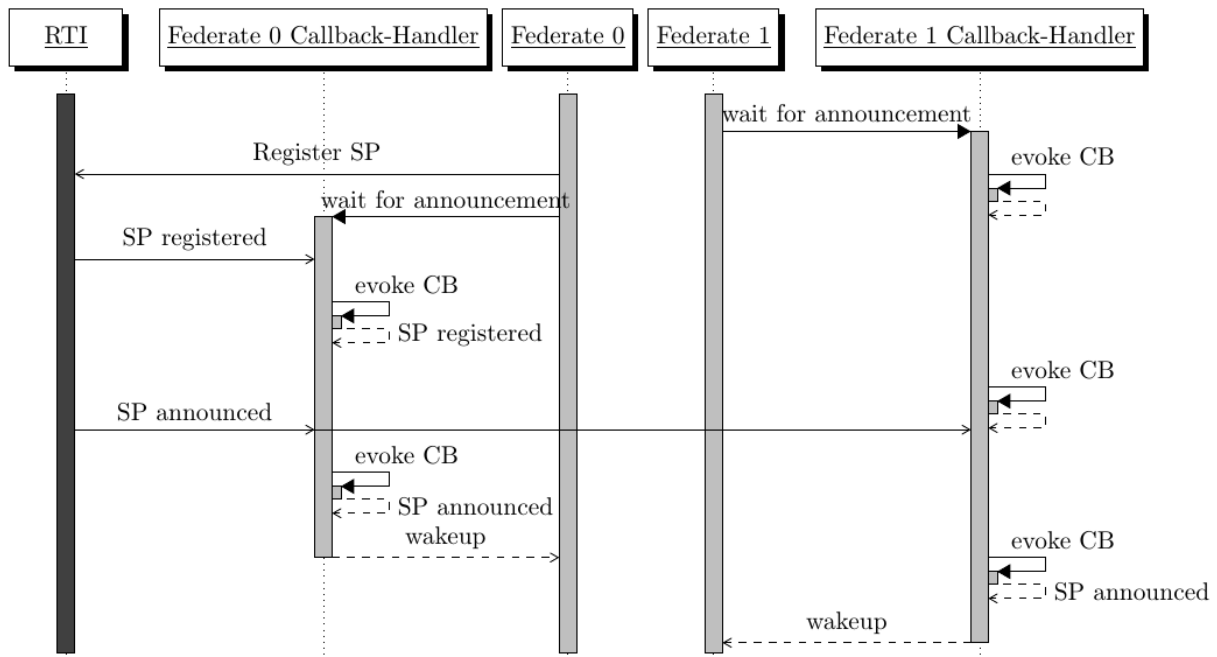 RTI
Federate 0 Callback-Handler
Federate 0
Federate 1
Federate 1 Callback-Handler
wait for announcement
Register SP
evoke CB
wait for announcement
SP registered
evoke CB
SP registered
evoke CB
SP announced
evoke CB
SP announced
wakeup
evoke CB
SP announced
wakeup